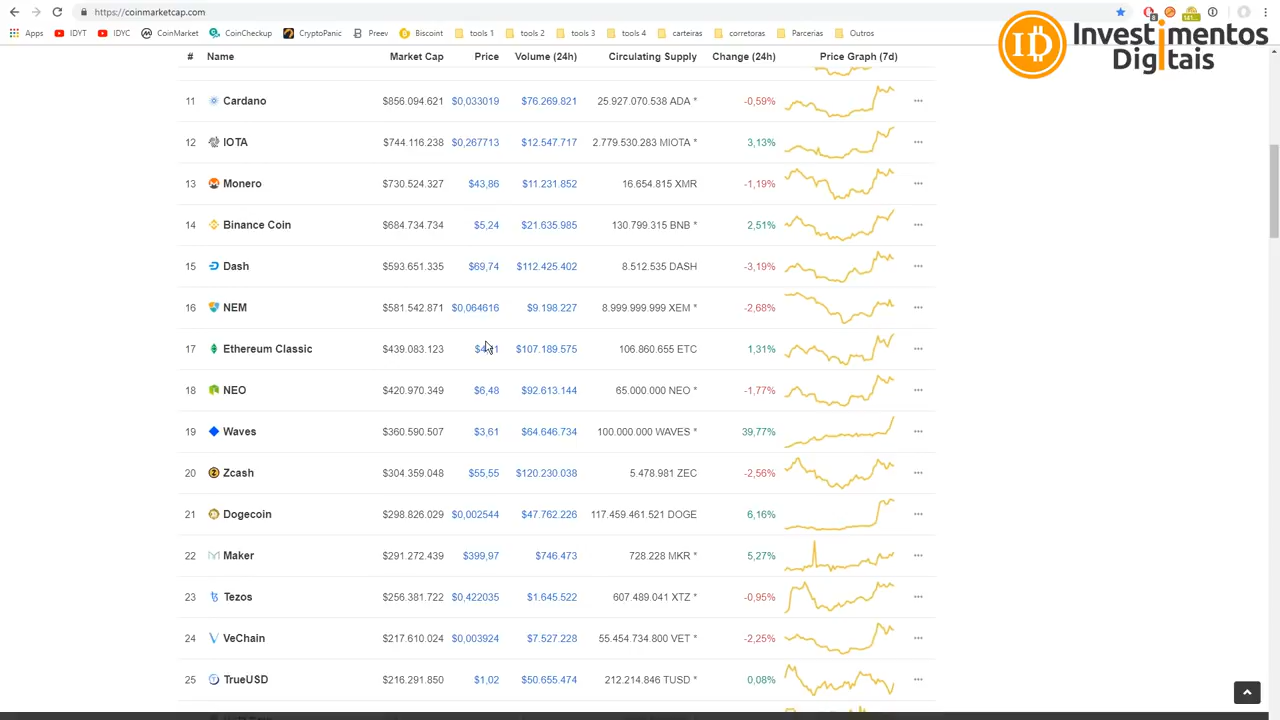 https://coinmarketcap.com
Apps IDYT IDYC CoinMarket CoinCheckup CryptoPanic Preev Biscoint tools 1 tools 2 tools 3 tools 4 carteiras corretoras Parcerias Outros
ID Investimentos Digitais
# Name Market Cap Price Volume (24h) Circulating Supply Change (24h) Price Graph (7d)
11 Cardano $856 094.621 $0,033019 $76.269.821 25.927.070.538 ADA * -0,59%
12 IOTA $744.116.238 $0,267713 $12.547.717 2.779.530.283 MIOTA * 3,13%
13 Monero $730.524.327 $43,86 $11.231.852 16.654.815 XMR -1,19%
14 Binance Coin $684.734.734 $5,24 $21.635.985 130.799.315 BNB * 2,51%
15 Dash $593.651.335 $69,74 $112.425.402 8.512.535 DASH -3,19%
16 NEM $581.542.871 $0,064616 $9.198.227 8.999.999.999 XEM * -2,68%
17 Ethereum Classic $439.083.123 $107.189.575 106.860.655 ETC 1,31%
18 NEO $420.970.349 $6,48 $92.613.144 65.000.000 NEO * -1,77%
19 Waves $360.590.507 $3,61 $64.646.734 100.000.000 WAVES * 39,77%
20 Zcash $304.359.048 $55,55 $120.230.038 5.478.981 ZEC -2,56%
21 Dogecoin $298.826.029 $0,002544 $47.762.226 117.459.461.521 DOGE 6,16%
22 Maker $291.272.439 $399,97 $746.473 728.228 MKR * 5,27%
23 Tezos $256.381.722 $0,422035 $1.645.522 607.489.041 XTZ * -0,95%
24 VeChain $217.610.024 $0,003924 $7.527.228 55.454.734.800 VET * -2,25%
25 TrueUSD $216.291.850 $1,02 $50.655.474 212.214.846 TUSD * 0,08%